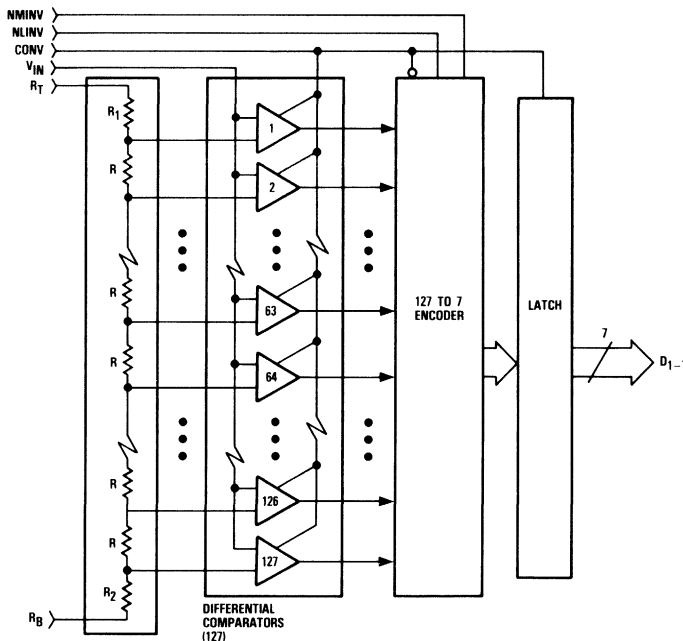 NMINV
NLINV
CONV
VIN
RT
R1
R
R
R
R
R
R2
RB
1
2
63
64
126
127
DIFFERENTIAL
COMPARATORS
(127)
127 TO 7
ENCODER
LATCH
7